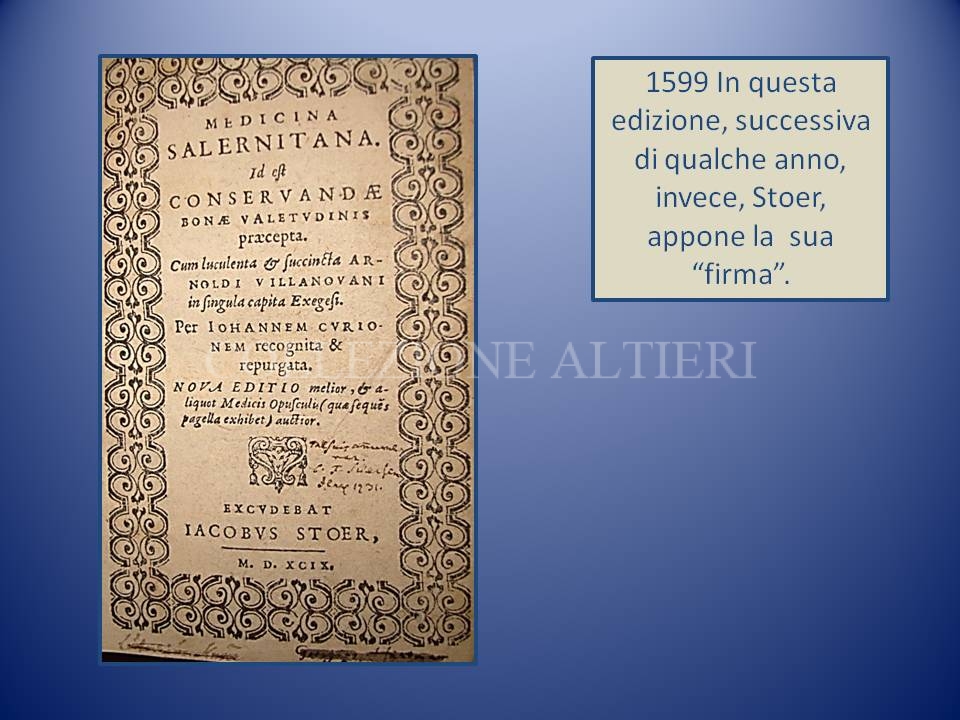 MEDICINA
SALERNITANA.
Id est
CONSERVANDÆ
BONÆ VALETVDINIS
præcepta.
Cum luculenta & succincta AR-
NOLDI VILLANOVANI
in singula capita Exegesi.
Per IOHANNEM CVRIO-
NEM recognita &
repurgata.
NOVA EDITIO melior, & a-
liquot Medicis Opusculu (quæ sequēs
pagella exhibet) auctior.
EXCVDEBAT
IACOBVS STOER,
M. D. XCIX.
1599 In questa
edizione, successiva
di qualche anno,
invece, Stoer,
appone la sua
“firma”.
COLLEZIONE ALTIERI